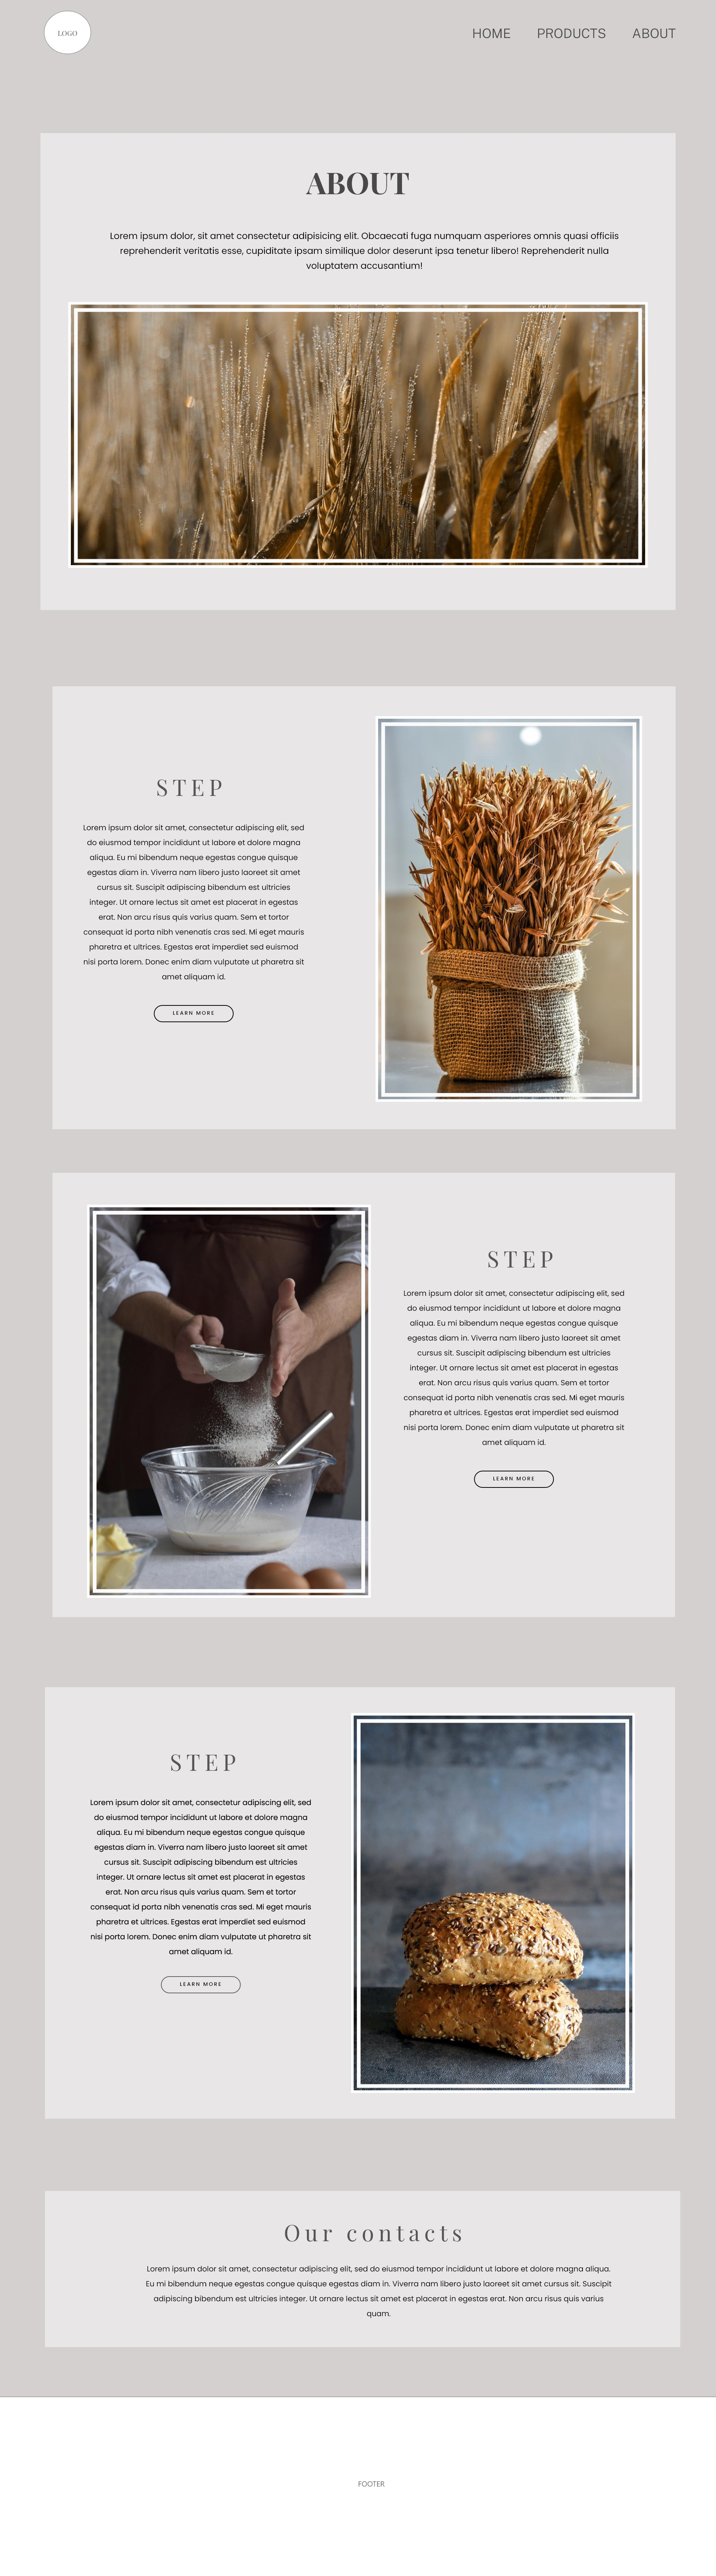 LOGO
HOME PRODUCTS ABOUT
ABOUT
Lorem ipsum dolor, sit amet consectetur adipisicing elit. Obcaecati fuga numquam asperiores omnis quasi officiis
reprehenderit veritatis esse, cupiditate ipsam similique dolor deserunt ipsa tenetur libero! Reprehenderit nulla
voluptatem accusantium!
STEP
Lorem ipsum dolor sit amet, consectetur adipiscing elit, sed
do eiusmod tempor incididunt ut labore et dolore magna
aliqua. Eu mi bibendum neque egestas congue quisque
egestas diam in. Viverra nam libero justo laoreet sit amet
cursus sit. Suscipit adipiscing bibendum est ultricies
integer. Ut ornare lectus sit amet est placerat in egestas
erat. Non arcu risus quis varius quam. Sem et tortor
consequat id porta nibh venenatis cras sed. Mi eget mauris
pharetra et ultrices. Egestas erat imperdiet sed euismod
nisi porta lorem. Donec enim diam vulputate ut pharetra sit
amet aliquam id.
LEARN MORE
STEP
Lorem ipsum dolor sit amet, consectetur adipiscing elit, sed
do eiusmod tempor incididunt ut labore et dolore magna
aliqua. Eu mi bibendum neque egestas congue quisque
egestas diam in. Viverra nam libero justo laoreet sit amet
cursus sit. Suscipit adipiscing bibendum est ultricies
integer. Ut ornare lectus sit amet est placerat in egestas
erat. Non arcu risus quis varius quam. Sem et tortor
consequat id porta nibh venenatis cras sed. Mi eget mauris
pharetra et ultrices. Egestas erat imperdiet sed euismod
nisi porta lorem. Donec enim diam vulputate ut pharetra sit
amet aliquam id.
LEARN MORE
STEP
Lorem ipsum dolor sit amet, consectetur adipiscing elit, sed
do eiusmod tempor incididunt ut labore et dolore magna
aliqua. Eu mi bibendum neque egestas congue quisque
egestas diam in. Viverra nam libero justo laoreet sit amet
cursus sit. Suscipit adipiscing bibendum est ultricies
integer. Ut ornare lectus sit amet est placerat in egestas
erat. Non arcu risus quis varius quam. Sem et tortor
consequat id porta nibh venenatis cras sed. Mi eget mauris
pharetra et ultrices. Egestas erat imperdiet sed euismod
nisi porta lorem. Donec enim diam vulputate ut pharetra sit
amet aliquam id.
LEARN MORE
Our contacts
Lorem ipsum dolor sit amet, consectetur adipiscing elit, sed do eiusmod tempor incididunt ut labore et dolore magna aliqua.
Eu mi bibendum neque egestas congue quisque egestas diam in. Viverra nam libero justo laoreet sit amet cursus sit. Suscipit
adipiscing bibendum est ultricies integer. Ut ornare lectus sit amet est placerat in egestas erat. Non arcu risus quis varius
quam.
FOOTER